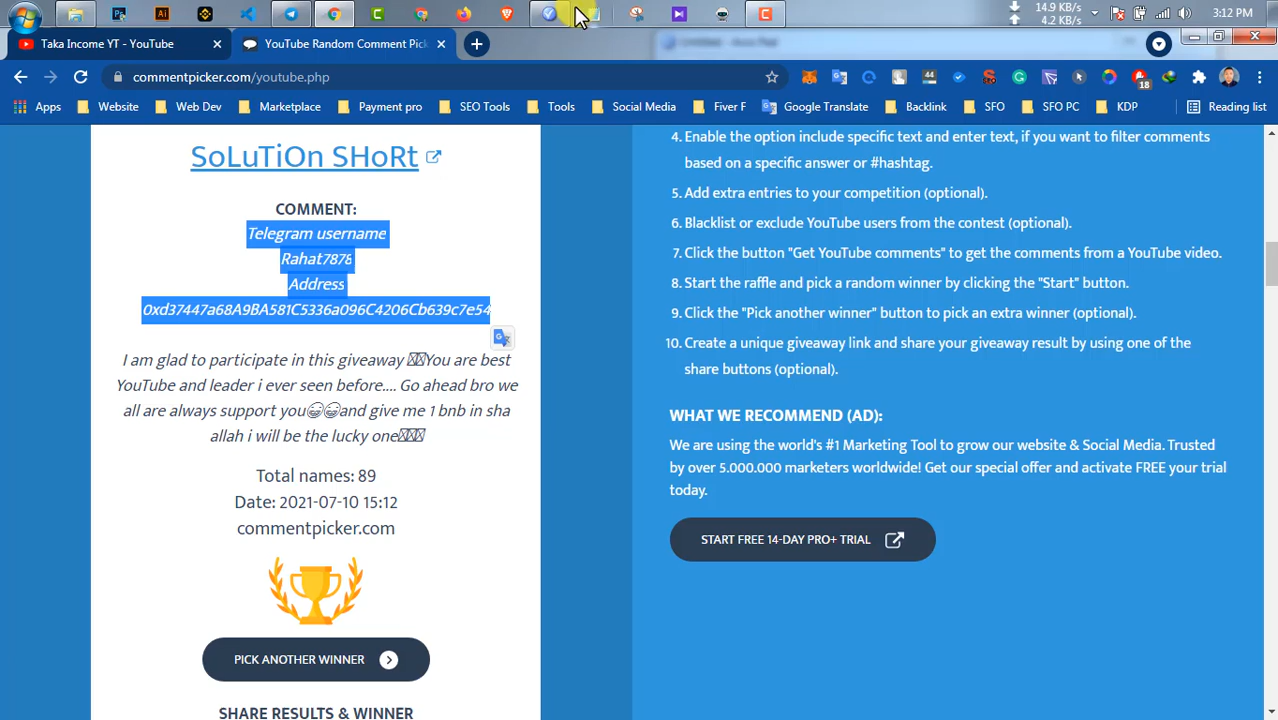 14.9 KB/s
4.2 KB/s
3:12 PM
Taka Income YT - YouTube
YouTube Random Comment Pic
commentpicker.com/youtube.php
44
18
Apps
Website
Web Dev
Marketplace
Payment pro
SEO Tools
Tools
Social Media
Fiver F
Google Translate
Backlink
SFO
SFO PC
KDP
Reading list
SoLuTiOn SHoRt
COMMENT:
Telegram username
Rahat7878
Address
0xd37447a68A9BA581C5336a096C4206Cb639c7e54
I am glad to participate in this giveaway You are best
YouTube and leader i ever seen before.... Go ahead bro we
all are always support you😅😅and give me 1 bnb in sha
allah i will be the lucky one
Total names: 89
Date: 2021-07-10 15:12
commentpicker.com
PICK ANOTHER WINNER
SHARE RESULTS & WINNER
4. Enable the option include specific text and enter text, if you want to filter comments
based on a specific answer or #hashtag.
5. Add extra entries to your competition (optional).
6. Blacklist or exclude YouTube users from the contest (optional).
7. Click the button "Get YouTube comments" to get the comments from a YouTube video.
8. Start the raffle and pick a random winner by clicking the "Start" button.
9. Click the "Pick another winner" button to pick an extra winner (optional).
10. Create a unique giveaway link and share your giveaway result by using one of the
share buttons (optional).
WHAT WE RECOMMEND (AD):
We are using the world's #1 Marketing Tool to grow our website & Social Media. Trusted
by over 5.000.000 marketers worldwide! Get our special offer and activate FREE your trial
today.
START FREE 14-DAY PRO+ TRIAL